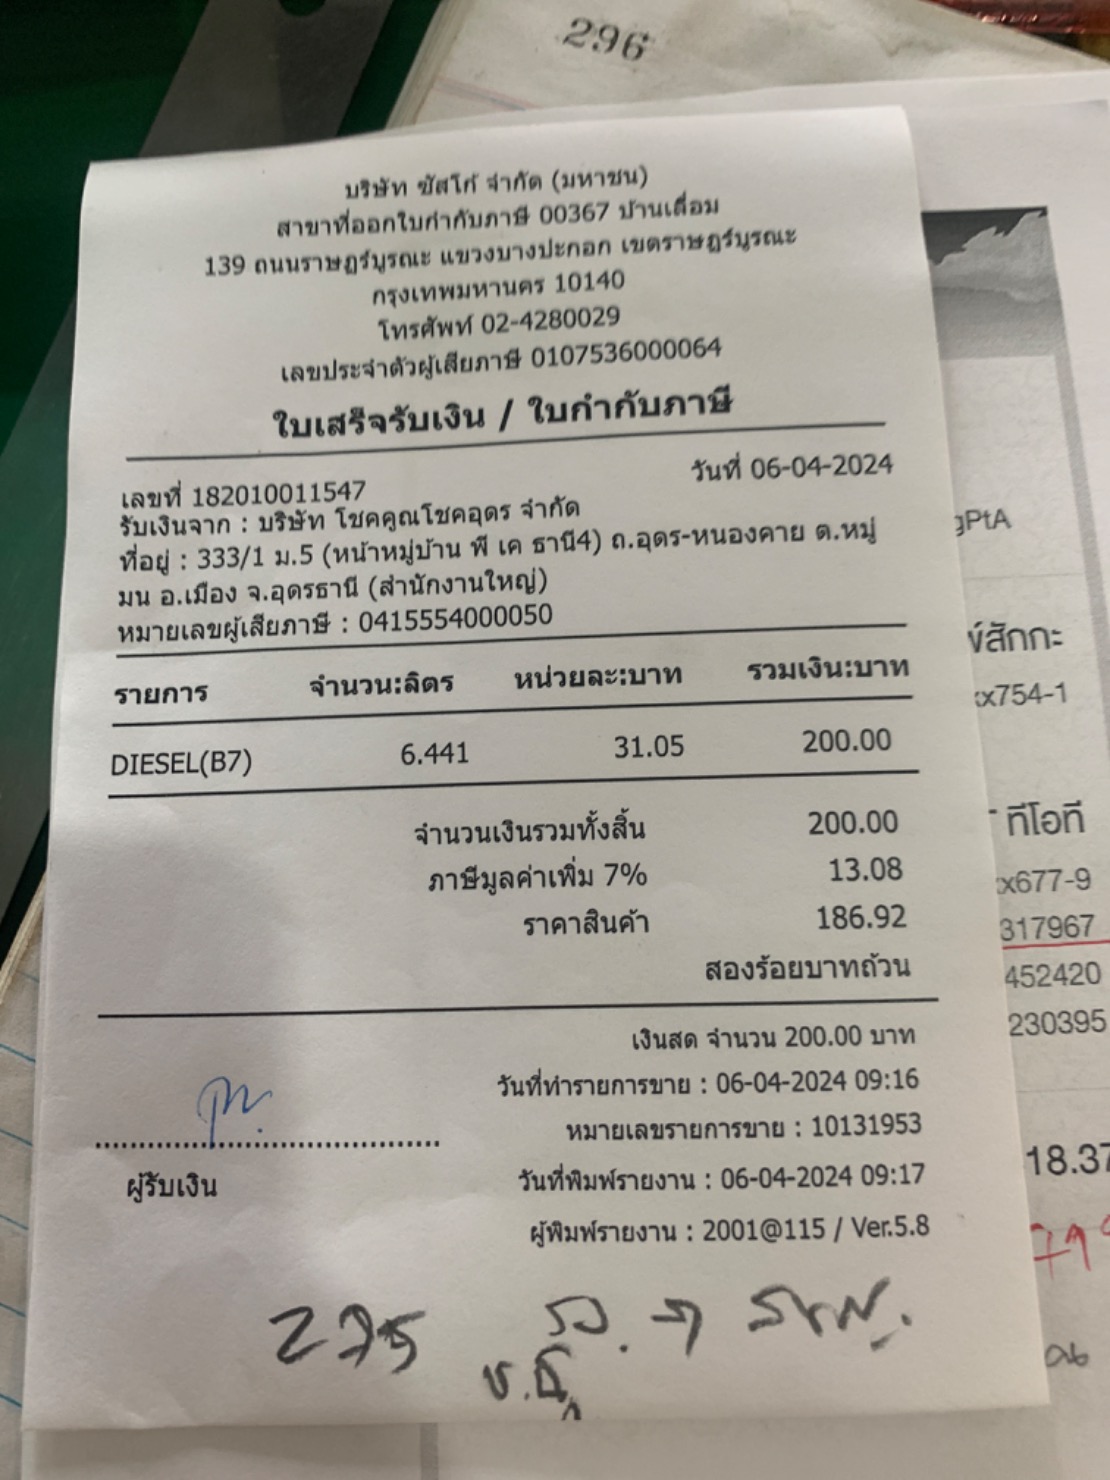 296
บริษัท ซัสโก้ จำกัด (มหาชน)
สาขาที่ออกใบกำกับภาษี 00367 บ้านเลื่อม
139 ถนนราษฎร์บูรณะ แขวงบางปะกอก เขตราษฎร์บูรณะ
กรุงเทพมหานคร 10140
โทรศัพท์ 02-4280029
เลขประจำตัวผู้เสียภาษี 0107536000064
ใบเสร็จรับเงิน / ใบกำกับภาษี
เลขที่ 182010011547 วันที่ 06-04-2024
รับเงินจาก : บริษัท โชคคูณโชคอุดร จำกัด
ที่อยู่ : 333/1 ม.5 (หน้าหมู่บ้าน พี เค ธานี4) ถ.อุดร-หนองคาย ต.หมู
มน อ.เมือง จ.อุดรธานี (สำนักงานใหญ่)
หมายเลขผู้เสียภาษี : 0415554000050
รายการ จำนวน:ลิตร หน่วยละ:บาท รวมเงิน:บาท
DIESEL(B7) 6.441 31.05 200.00
จำนวนเงินรวมทั้งสิ้น 200.00
ภาษีมูลค่าเพิ่ม 7% 13.08
ราคาสินค้า 186.92
สองร้อยบาทถ้วน
เงินสด จำนวน 200.00 บาท
วันที่ทำรายการขาย : 06-04-2024 09:16
หมายเลขรายการขาย : 10131953
วันที่พิมพ์รายงาน : 06-04-2024 09:17
ผู้พิมพ์รายงาน : 2001@115 / Ver.5.8
ผู้รับเงิน
275
gPtA
ษ์สักกะ
xx754-1
ทีโอที
xx677-9
317967
452420
230395
18.37